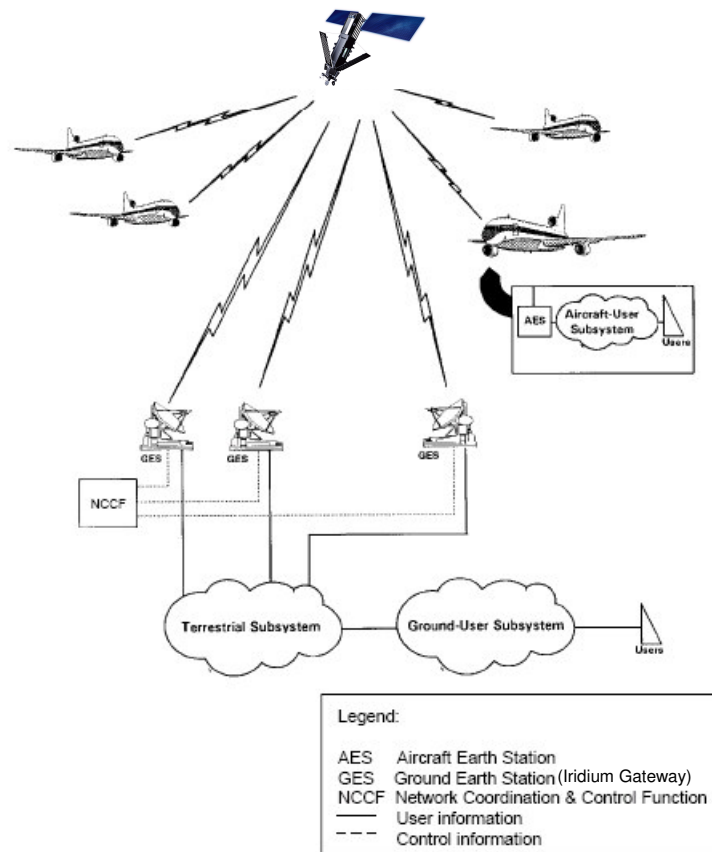 AES
Aircraft-User
Subsystem
Users
GES
GES
GES
NCCF
Terrestrial Subsystem
Ground-User Subsystem
Users
Legend:
AES Aircraft Earth Station
GES Ground Earth Station (Iridium Gateway)
NCCF Network Coordination & Control Function
User information
Control information